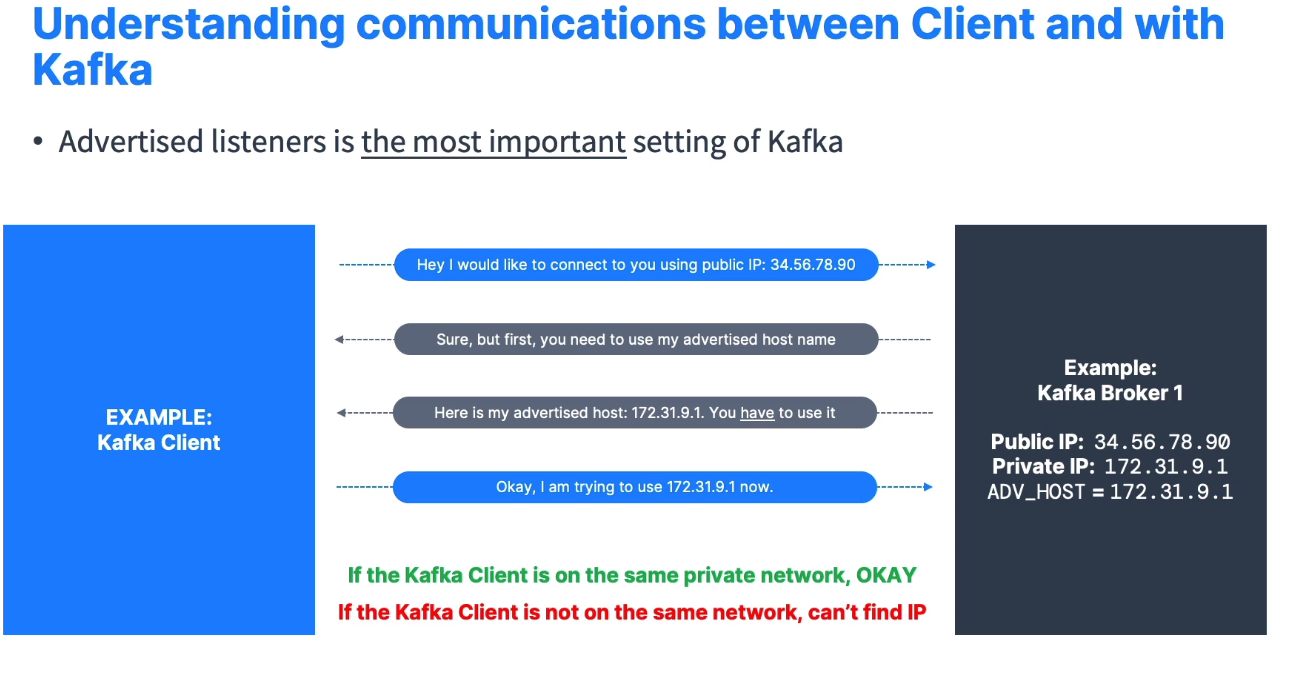 Understanding communications between Client and with
Kafka
• Advertised listeners is the most important setting of Kafka
EXAMPLE:
Kafka Client
Hey I would like to connect to you using public IP: 34.56.78.90
Sure, but first, you need to use my advertised host name
Here is my advertised host: 172.31.9.1. You have to use it
Okay, I am trying to use 172.31.9.1 now.
If the Kafka Client is on the same private network, OKAY
If the Kafka Client is not on the same network, can’t find IP
Example:
Kafka Broker 1
Public IP: 34.56.78.90
Private IP: 172.31.9.1
ADV_HOST = 172.31.9.1